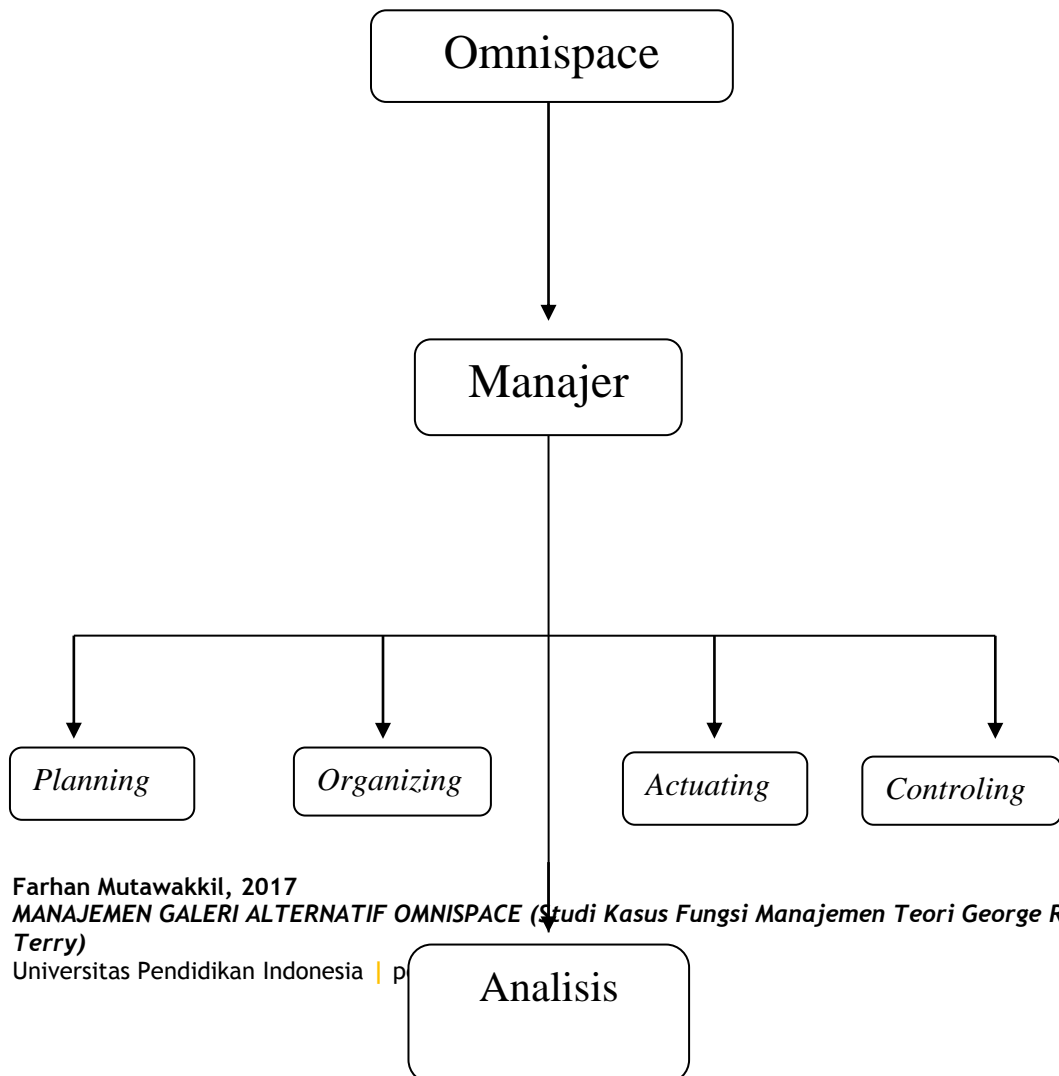 Omnispace
Manajer
Planning
Organizing
Actuating
Controling
Farhan Mutawakkil, 2017
MANAJEMEN GALERI ALTERNATIF OMNISPACE (Studi Kasus Fungsi Manajemen Teori George R
Terry)
Universitas Pendidikan Indonesia |
Analisis